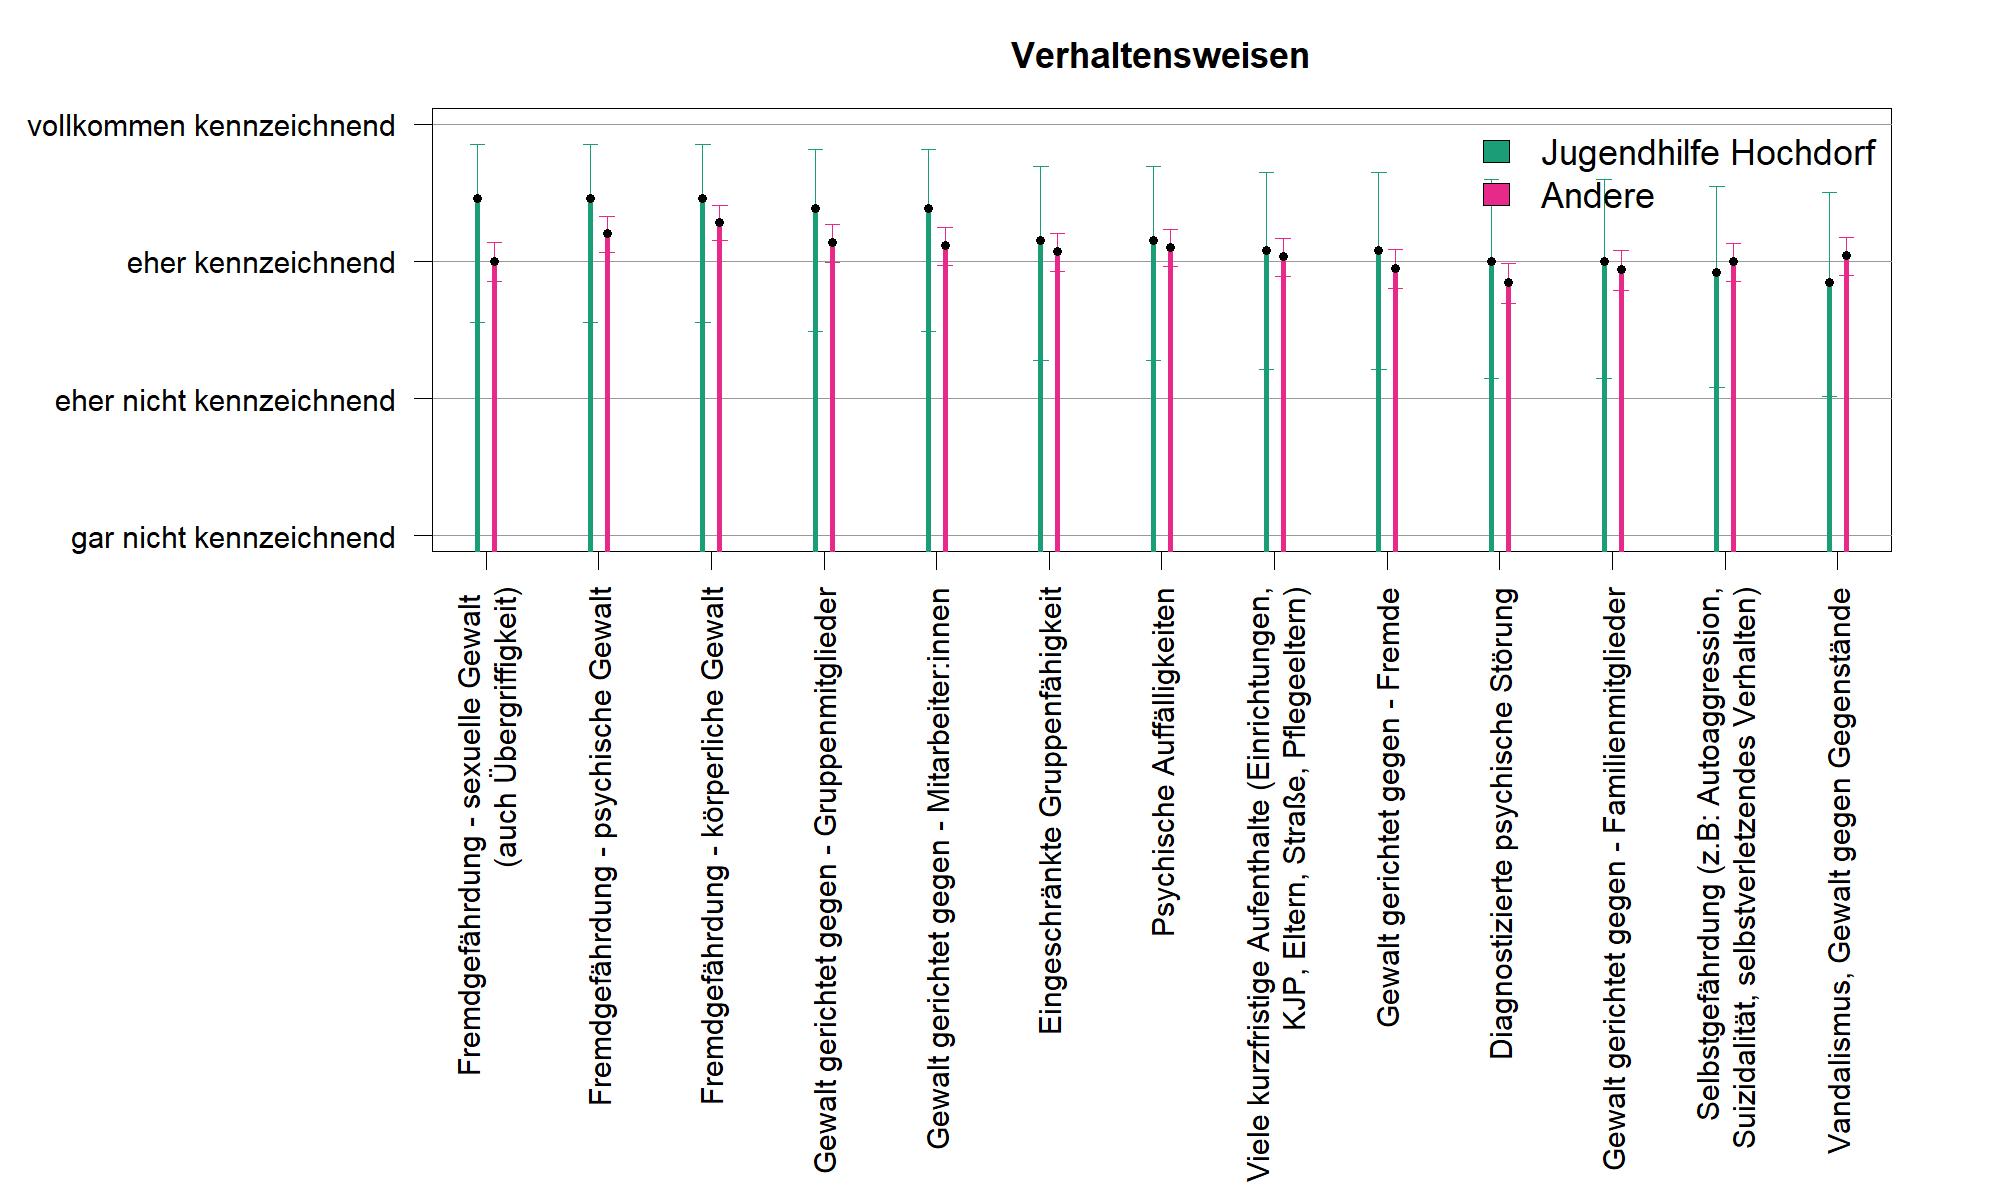 Verhaltensweisen
vollkommen kennzeichnend
eher kennzeichnend
eher nicht kennzeichnend
gar nicht kennzeichnend
Jugendhilfe Hochdorf
Andere
Fremdgefährdung - sexuelle Gewalt
(auch Übergriffigkeit)
Fremdgefährdung - psychische Gewalt
Fremdgefährdung - körperliche Gewalt
Gewalt gerichtet gegen - Gruppenmitglieder
Gewalt gerichtet gegen - Mitarbeiter:innen
Eingeschränkte Gruppenfähigkeit
Psychische Auffälligkeiten
Viele kurzfristige Aufenthalte (Einrichtungen,
KJP, Eltern, Straße, Pflegeeltern)
Gewalt gerichtet gegen - Fremde
Diagnostizierte psychische Störung
Gewalt gerichtet gegen - Familienmitglieder
Selbstgefährdung (z.B: Autoaggression,
Suizidalität, selbstverletzendes Verhalten)
Vandalismus, Gewalt gegen Gegenstände